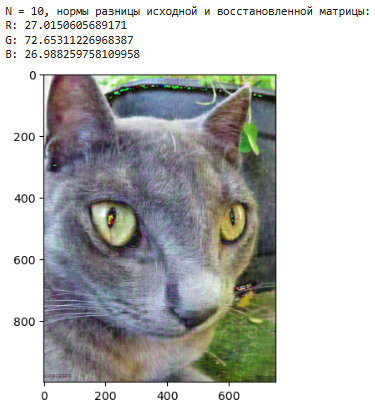 N = 10, нормы разницы исходной и восстановленной матрицы:
R: 27.0150605689171
G: 72.65311226968387
B: 26.988259758109958
0
200
400
600
800
0 200 400 600